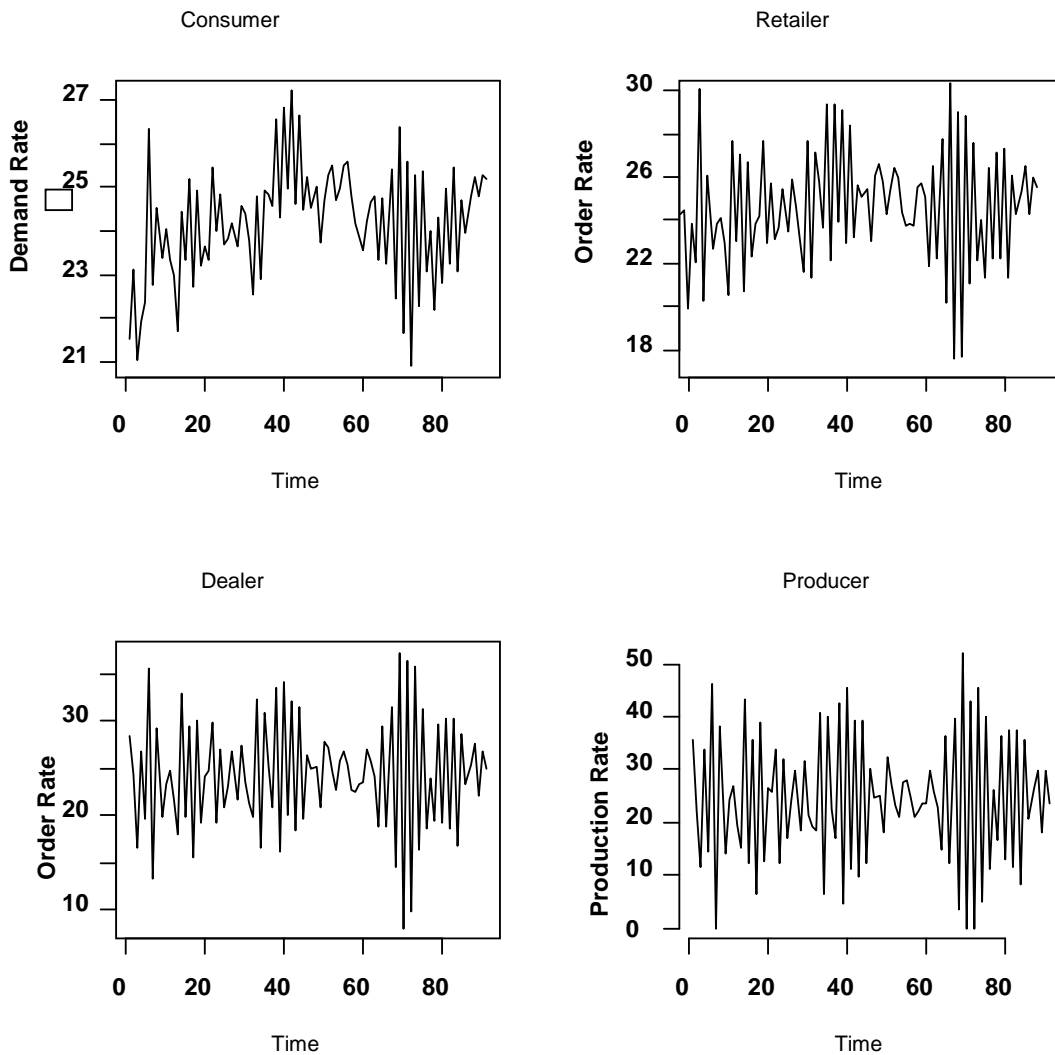 Consumer
Demand Rate
27
25
23
21
0 20 40 60 80
Time
Retailer
Order Rate
30
26
22
18
0 20 40 60 80
Time
Dealer
Order Rate
30
20
10
0 20 40 60 80
Time
Producer
Production Rate
50
40
30
20
10
0
0 20 40 60 80
Time